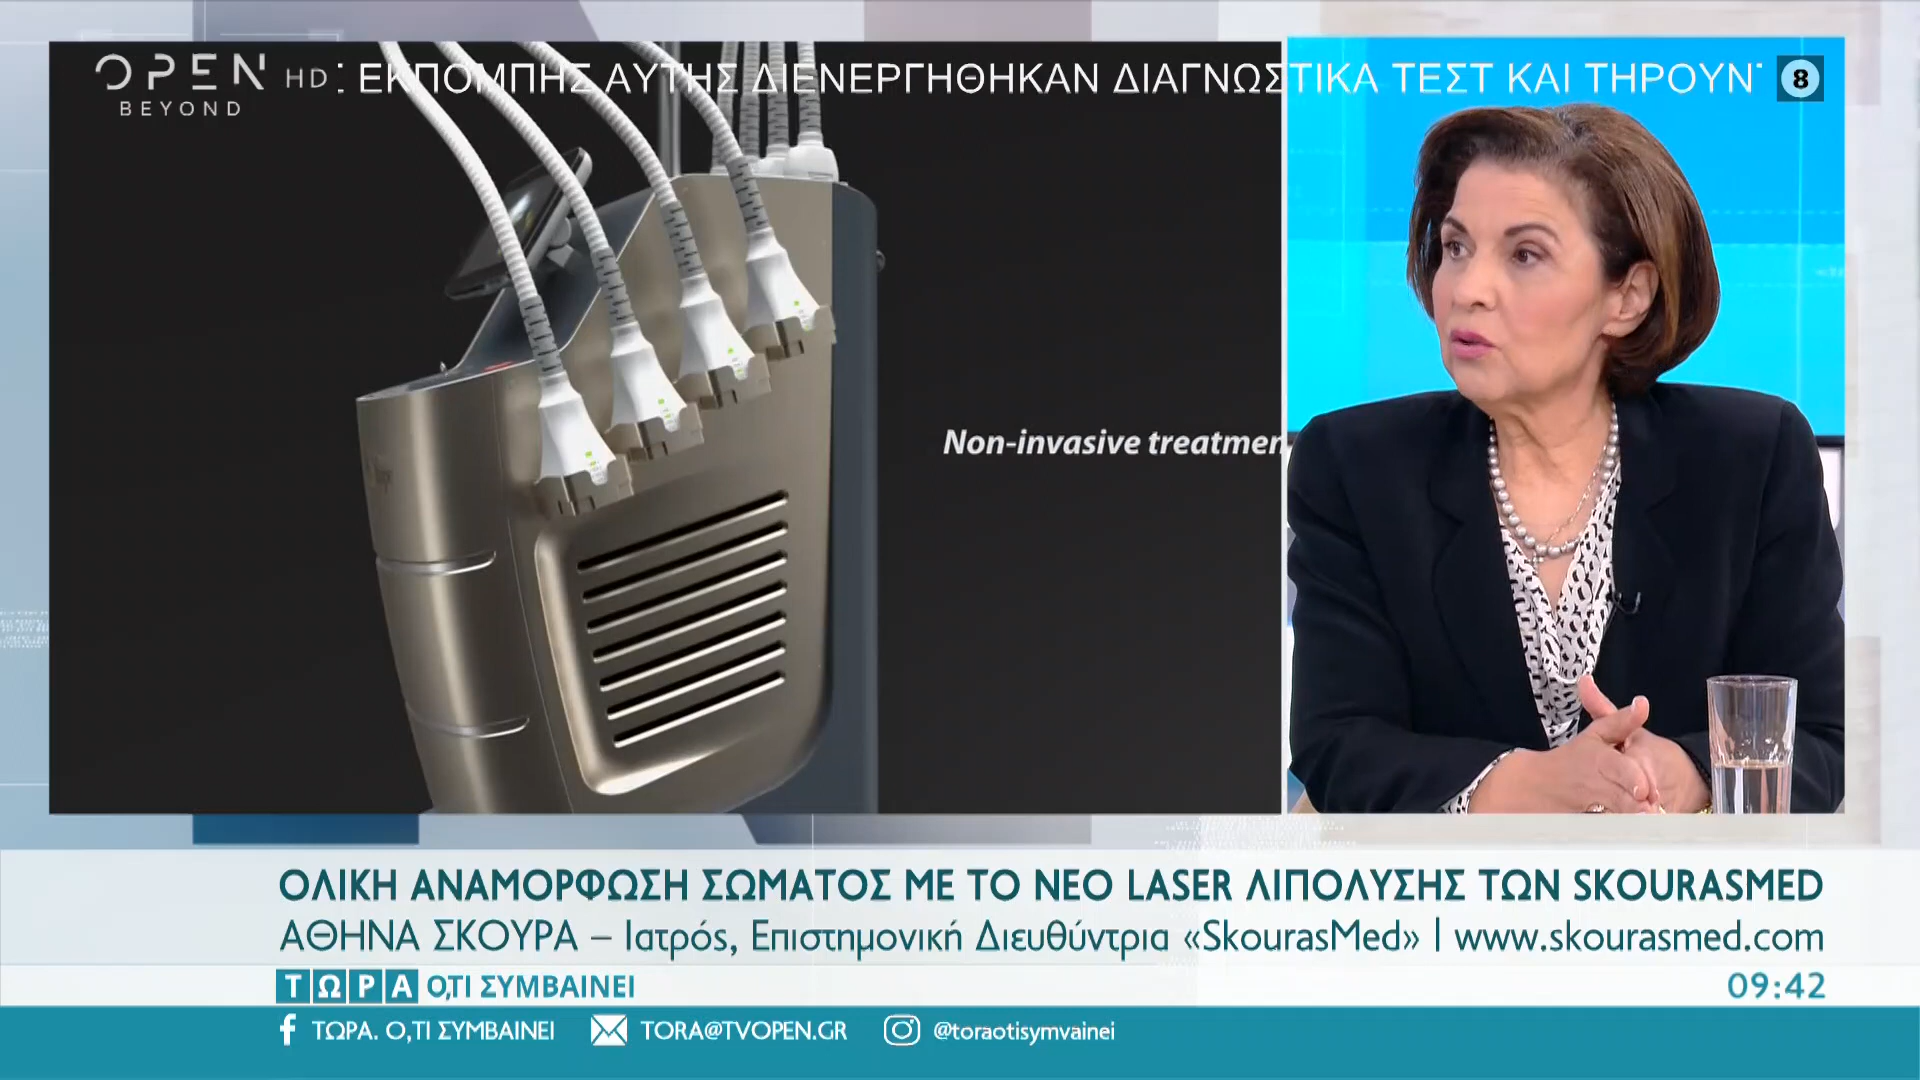 OPEN HD
BEYOND
ΕΚΠΟΜΠΗΣ ΑΥΤΗΣ ΔΙΕΝΕΡΓΗΘΗΚΑΝ ΔΙΑΓΝΩΣΤΙΚΑ ΤΕΣΤ ΚΑΙ ΤΗΡΟΥΝ
8
Non-invasive treatmen
ΟΛΙΚΗ ΑΝΑΜΟΡΦΩΣΗ ΣΩΜΑΤΟΣ ΜΕ ΤΟ ΝΕΟ LASER ΛΙΠΟΛΥΣΗΣ ΤΩΝ SKOURASMED
ΑΘΗΝΑ ΣΚΟΥΡΑ – Ιατρός, Επιστημονική Διευθύντρια «SkourasMed» | www.skourasmed.com
ΤΩΡΑ Ο,ΤΙ ΣΥΜΒΑΙΝΕΙ 09:42
f ΤΩΡΑ. Ο,ΤΙ ΣΥΜΒΑΙΝΕΙ TORA@TVOPEN.GR @toraotisymvainei